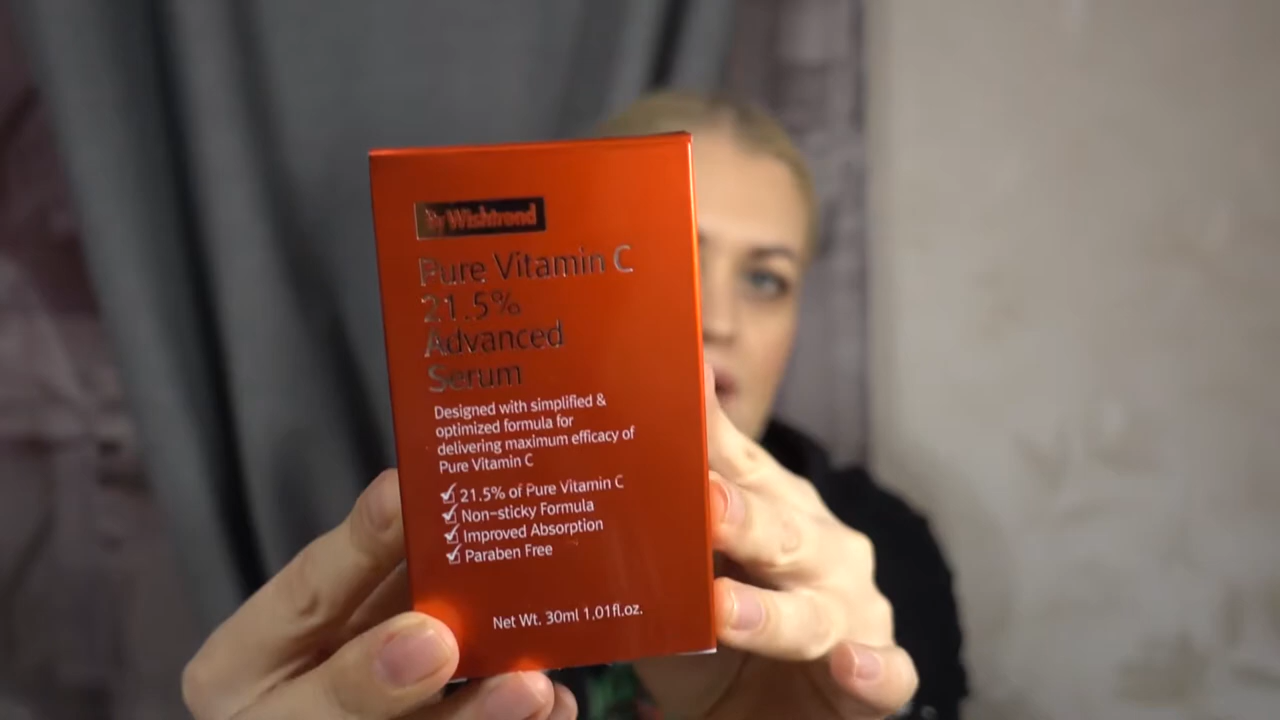 By Wishtrend
Pure Vitamin C
21.5%
Advanced
Serum
Designed with simplified &
optimized formula for
delivering maximum efficacy of
Pure Vitamin C
21.5% of Pure Vitamin C
Non-sticky Formula
Improved Absorption
Paraben Free
Net Wt. 30ml 1.01fl.oz.